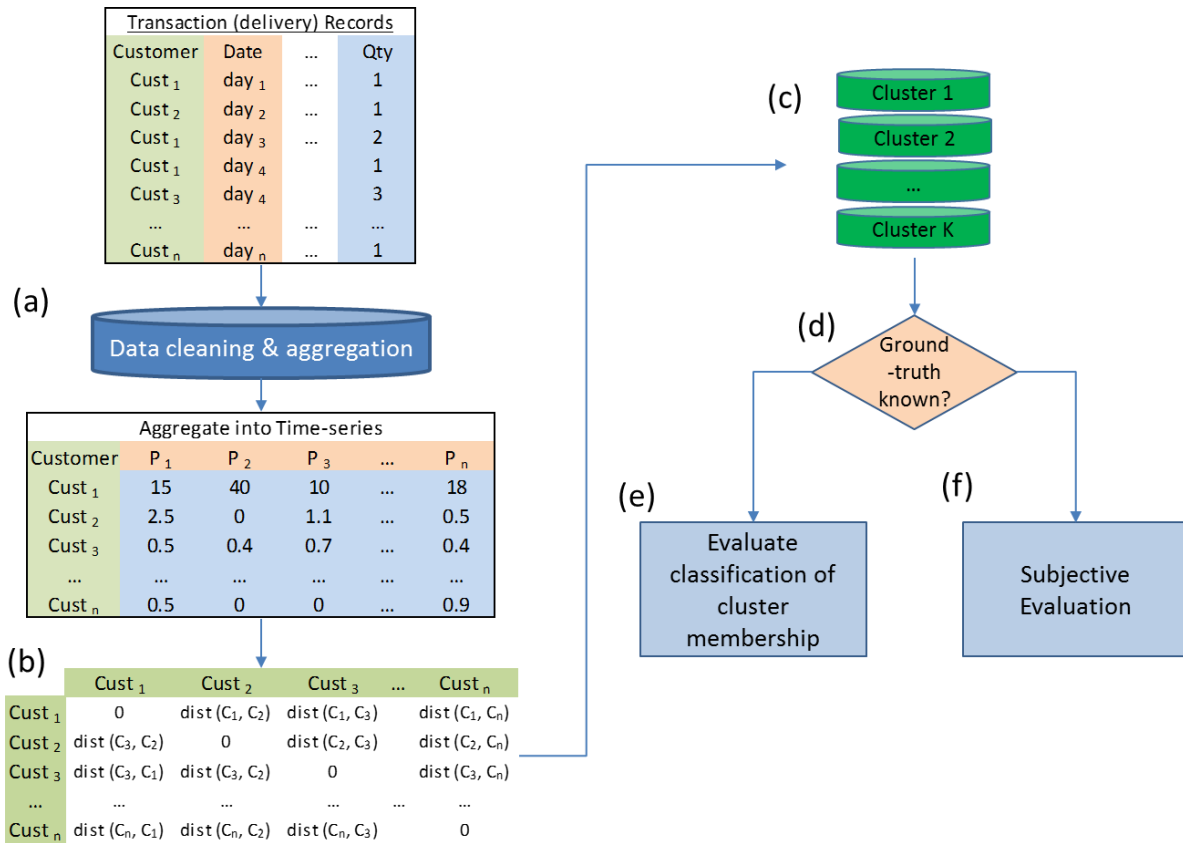 Transaction (delivery) Records
Customer Date ... Qty
Cust 1 day 1 ... 1
Cust 2 day 2 ... 1
Cust 1 day 3 ... 2
Cust 1 day 4 1
Cust 3 day 4 3
... ... ... ...
Cust n day n ... 1
(a)
Data cleaning & aggregation
Aggregate into Time-series
Customer P 1 P 2 P 3 ... P n
Cust 1 15 40 10 ... 18
Cust 2 2.5 0 1.1 ... 0.5
Cust 3 0.5 0.4 0.7 ... 0.4
... ... ... ... ... ...
Cust n 0.5 0 0 ... 0.9
(b)
Cust 1 Cust 2 Cust 3 ... Cust n
Cust 1 0 dist (C1, C2) dist (C1, C3) dist (C1, Cn)
Cust 2 dist (C3, C2) 0 dist (C2, C3) dist (C2, Cn)
Cust 3 dist (C3, C1) dist (C3, C2) 0 dist (C3, Cn)
... ... ... ... ... ...
Cust n dist (Cn, C1) dist (Cn, C2) dist (Cn, C3) 0
(c)
Cluster 1
Cluster 2
...
Cluster K
(d)
Ground
-truth
known?
(e)
Evaluate
classification of
cluster
membership
(f)
Subjective
Evaluation